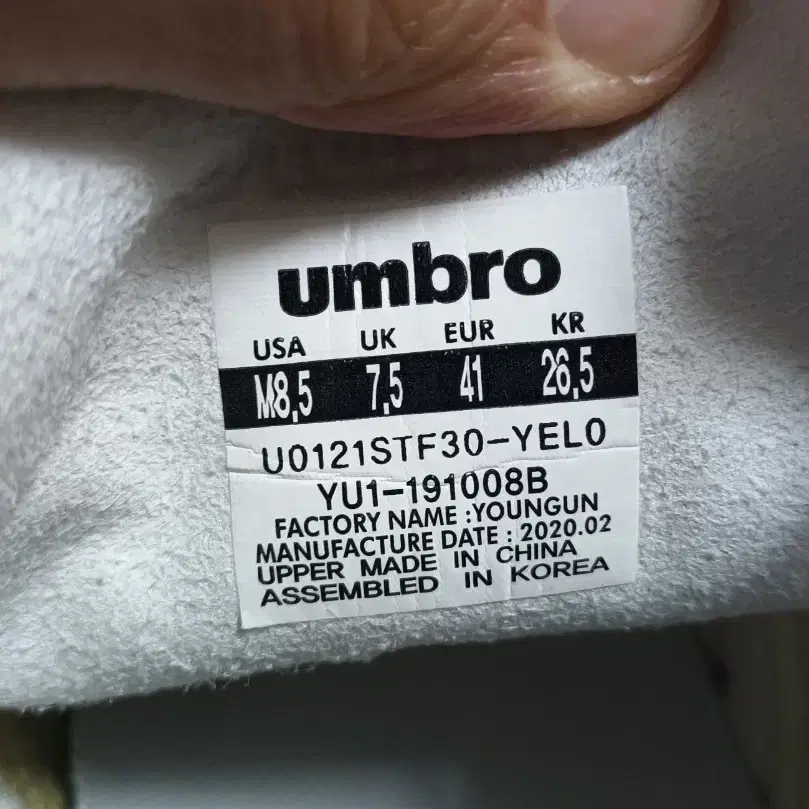 umbro
USA UK EUR KR
M8,5 7,5 41 26,5
U0121STF30-YEL0
YU1-191008B
FACTORY NAME :YOUNGUN
MANUFACTURE DATE : 2020.02
UPPER MADE IN CHINA
ASSEMBLED IN KOREA